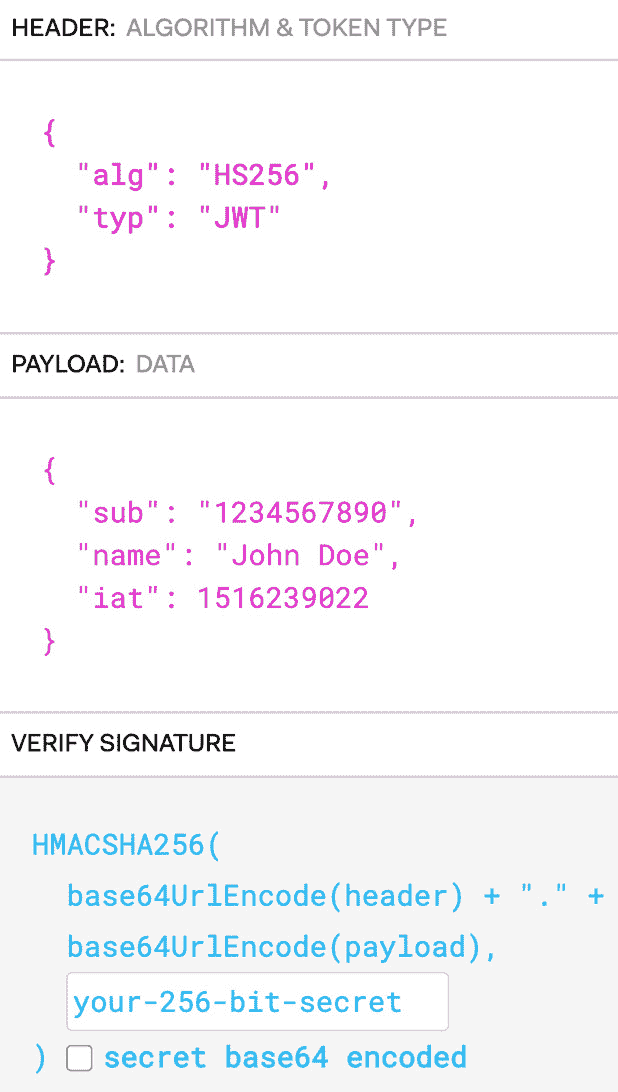 HEADER: ALGORITHM & TOKEN TYPE
{
"alg": "HS256",
"typ": "JWT"
}
PAYLOAD: DATA
{
"sub": "1234567890",
"name": "John Doe",
"iat": 1516239022
}
VERIFY SIGNATURE
HMACSHA256(
base64UrlEncode(header) + "." +
base64UrlEncode(payload),
your-256-bit-secret
) secret base64 encoded